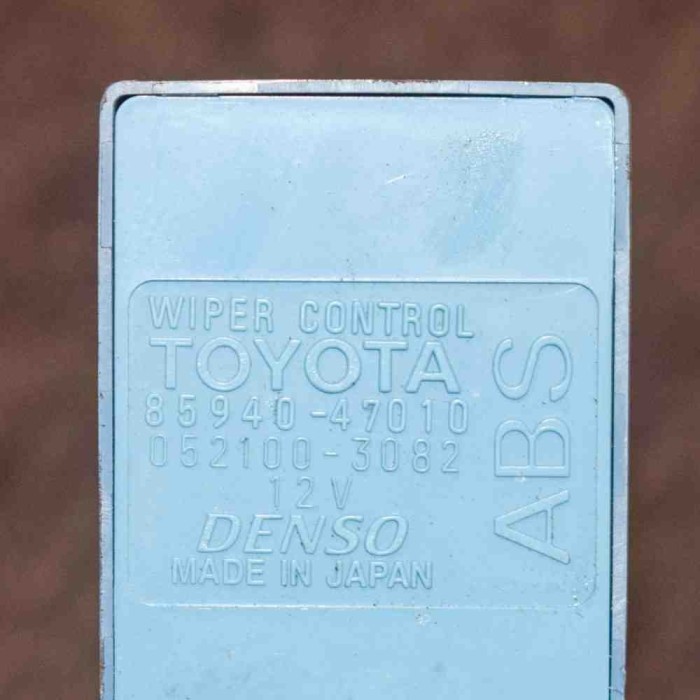 WIPER CONTROL
TOYOTA
85940-47010
052100-3082
12V
DENSO
MADE IN JAPAN
ABS